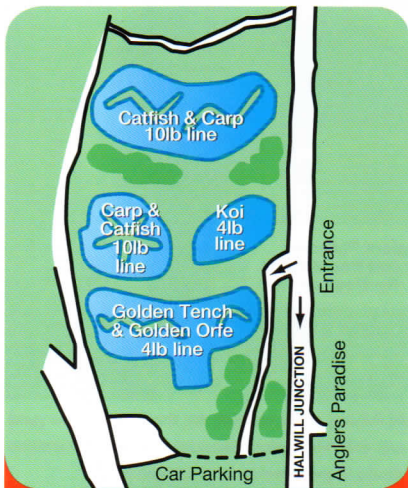 Catfish & Carp
10lb line
Carp &
Catfish
10lb
line
Koi
4lb
line
Golden Tench
& Golden Orfe
4lb line
Entrance
HALWILL JUNCTION
Anglers Paradise
Car Parking